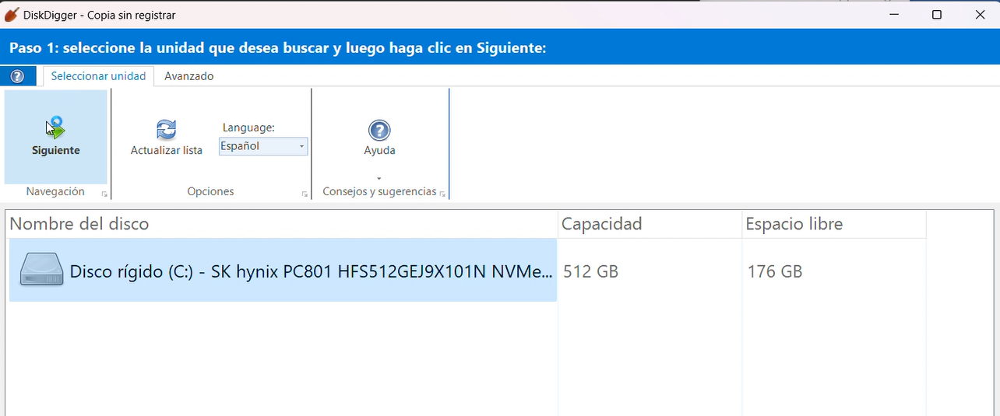 DiskDigger - Copia sin registrar
Paso 1: seleccione la unidad que desea buscar y luego haga clic en Siguiente:
Seleccionar unidad Avanzado
Language:
Español
Siguiente Actualizar lista Ayuda
Navegación Opciones Consejos y sugerencias
Nombre del disco Capacidad Espacio libre
Disco rígido (C:) - SK hynix PC801 HFS512GEJ9X101N NVMe... 512 GB 176 GB